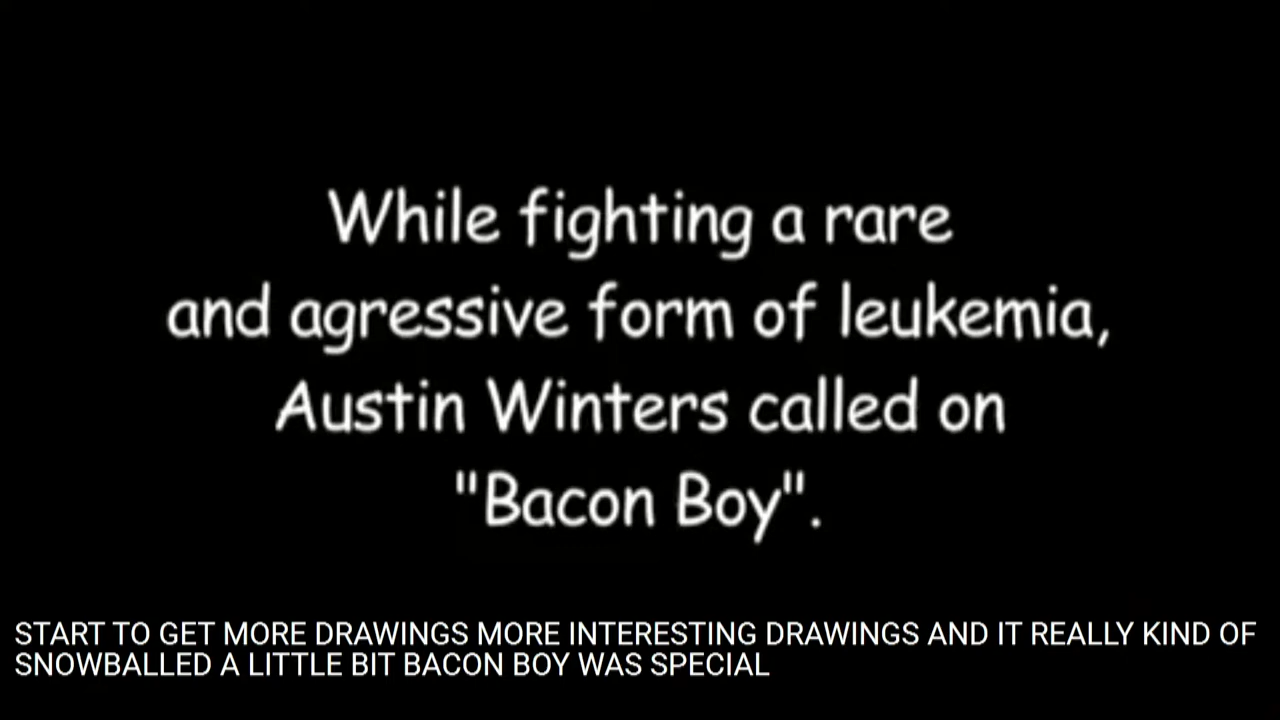 While fighting a rare
and agressive form of leukemia,
Austin Winters called on
"Bacon Boy".
START TO GET MORE DRAWINGS MORE INTERESTING DRAWINGS AND IT REALLY KIND OF
SNOWBALLED A LITTLE BIT BACON BOY WAS SPECIAL